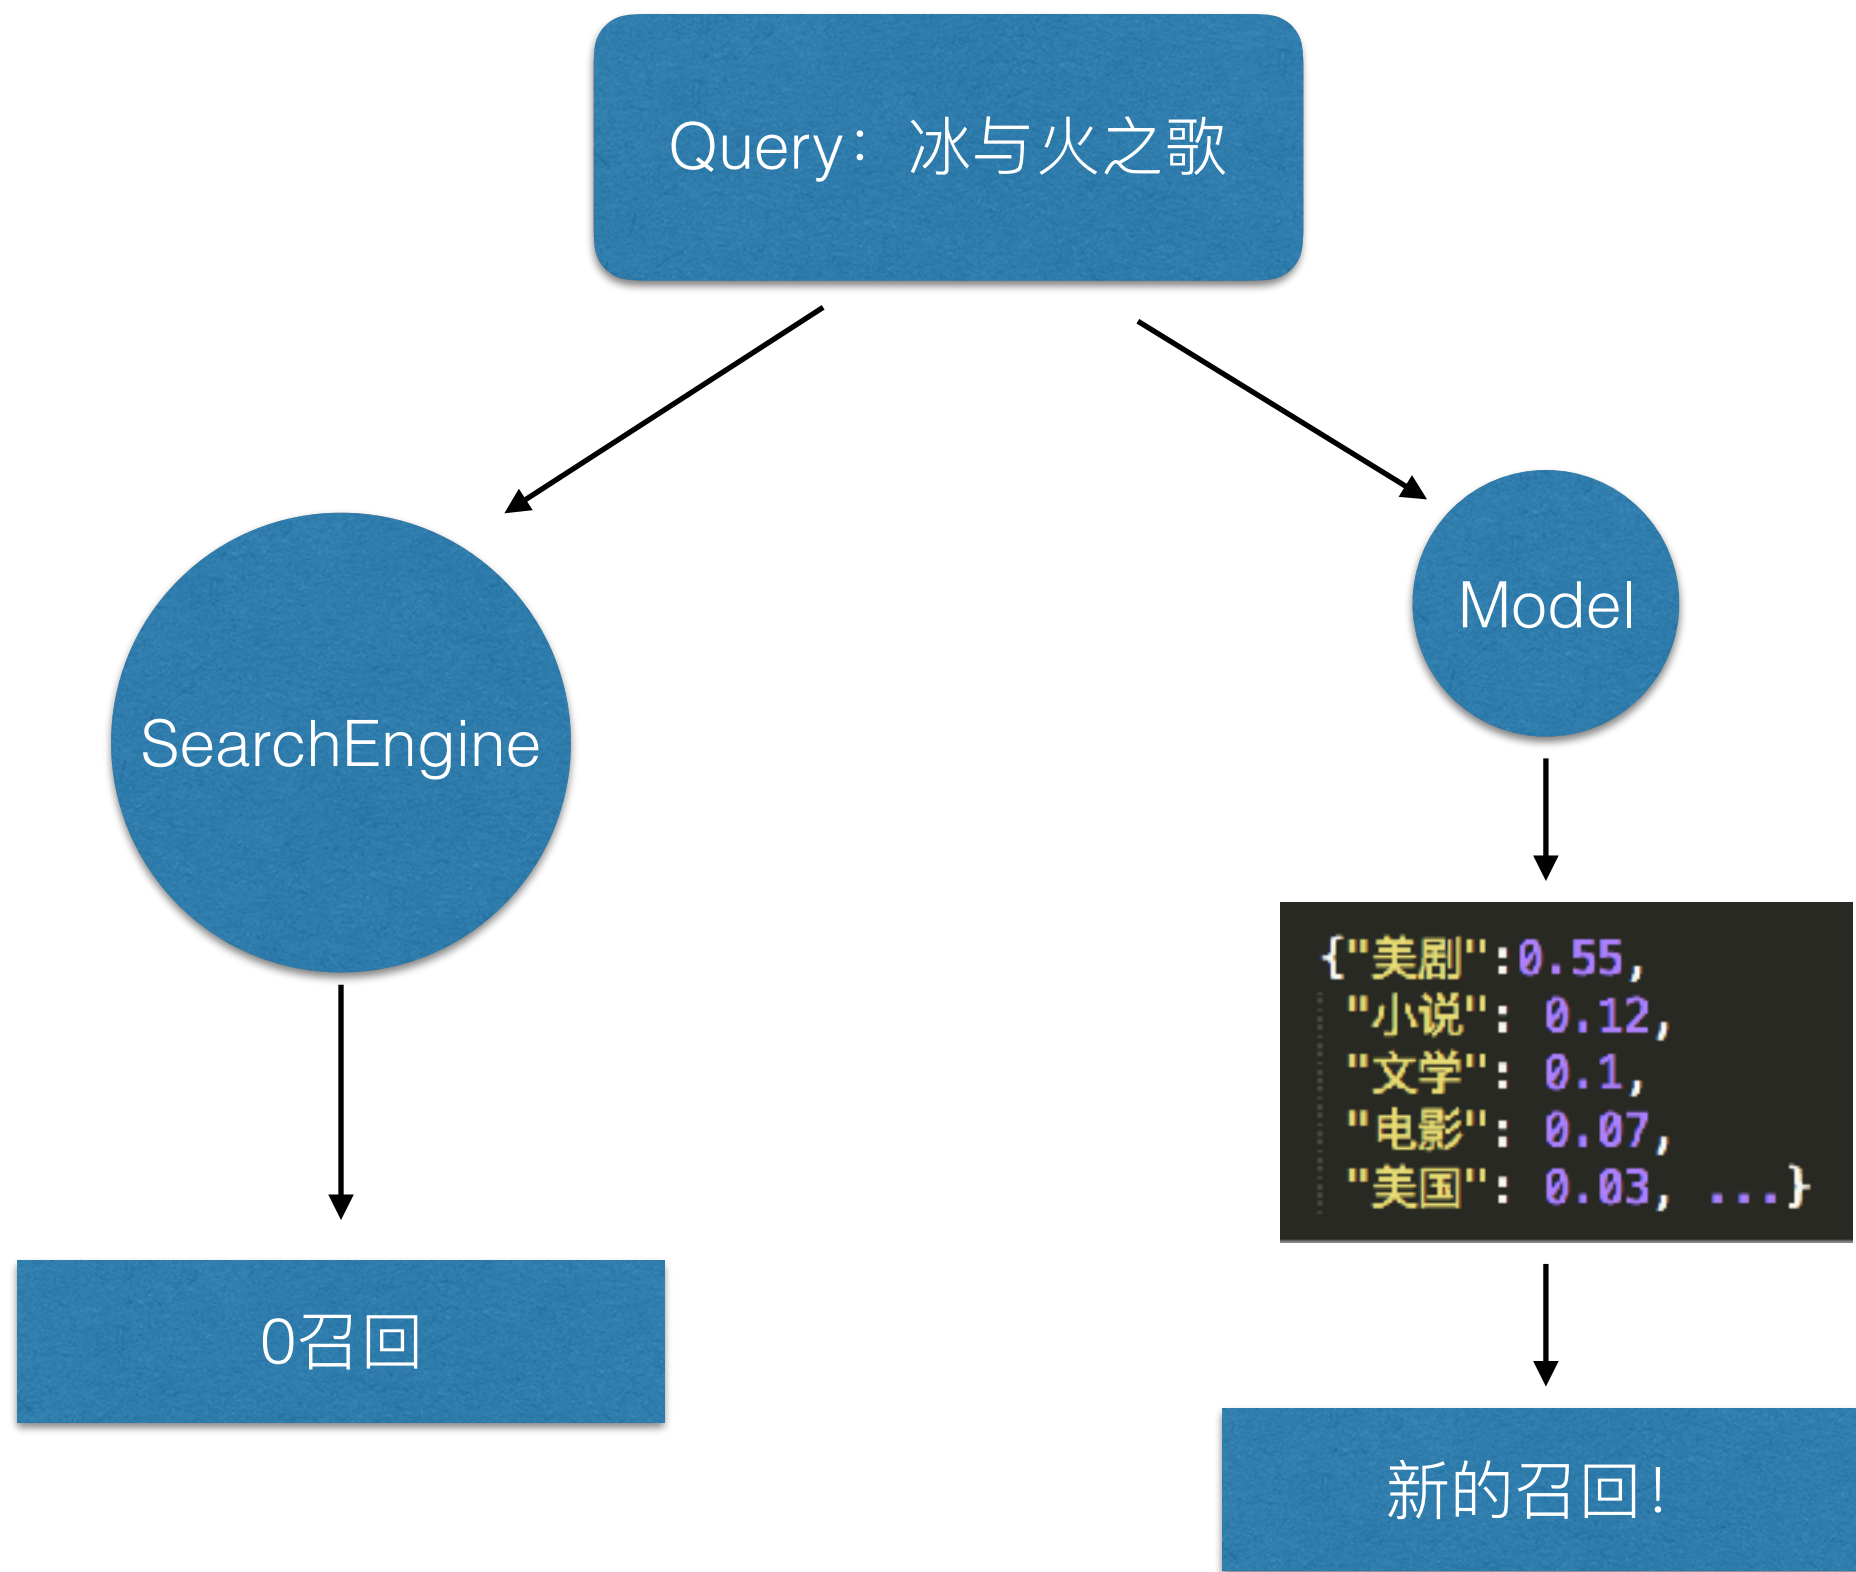 Query：冰与火之歌
SearchEngine
Model
{"美剧":0.55,
"小说": 0.12,
"文学": 0.1,
"电影": 0.07,
"美国": 0.03, ...}
0召回
新的召回！